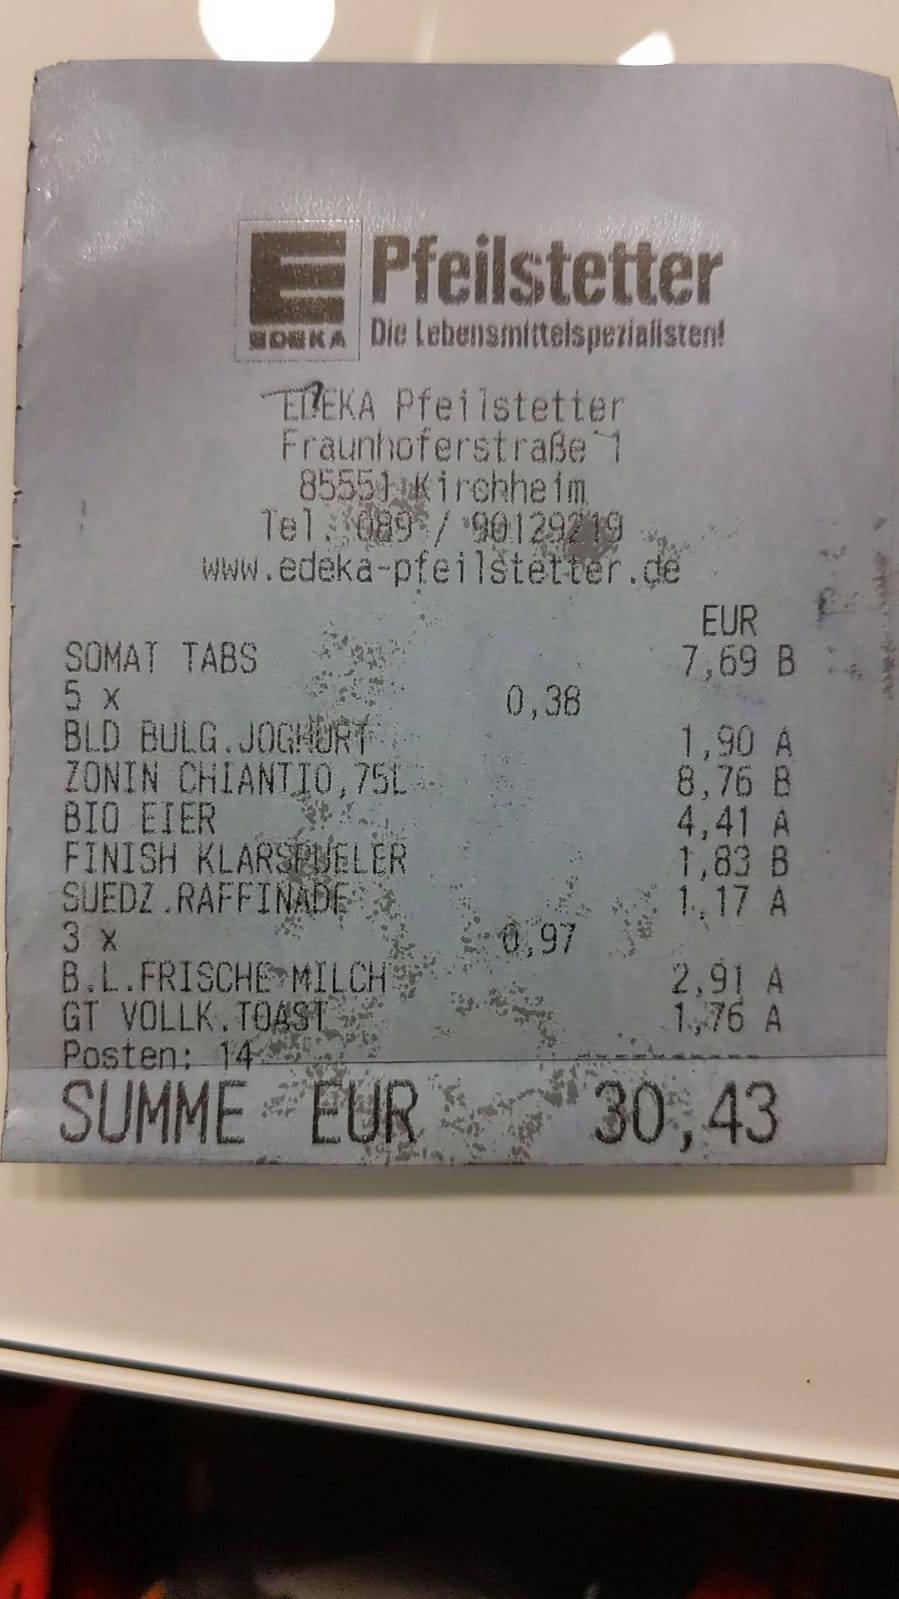 EDEKA
Pfeilstetter
Die Lebensmittelspezialisten!
EDEKA Pfeilstetter
Fraunhoferstraße 1
85551 Kirchheim
Tel. 089 / 90129219
www.edeka-pfeilstetter.de
EUR
SOMAT TABS 7,69 B
5 x 0,38
BLD BULG.JOGHURT 1,90 A
ZONIN CHIANTI0,75L 8,76 B
BIO EIER 4,41 A
FINISH KLARSPUELER 1,83 B
SUEDZ.RAFFINADE 1,17 A
3 x 0,97
B.L.FRISCHE MILCH 2,91 A
GT VOLLK.TOAST 1,76 A
Posten: 14
SUMME EUR 30,43